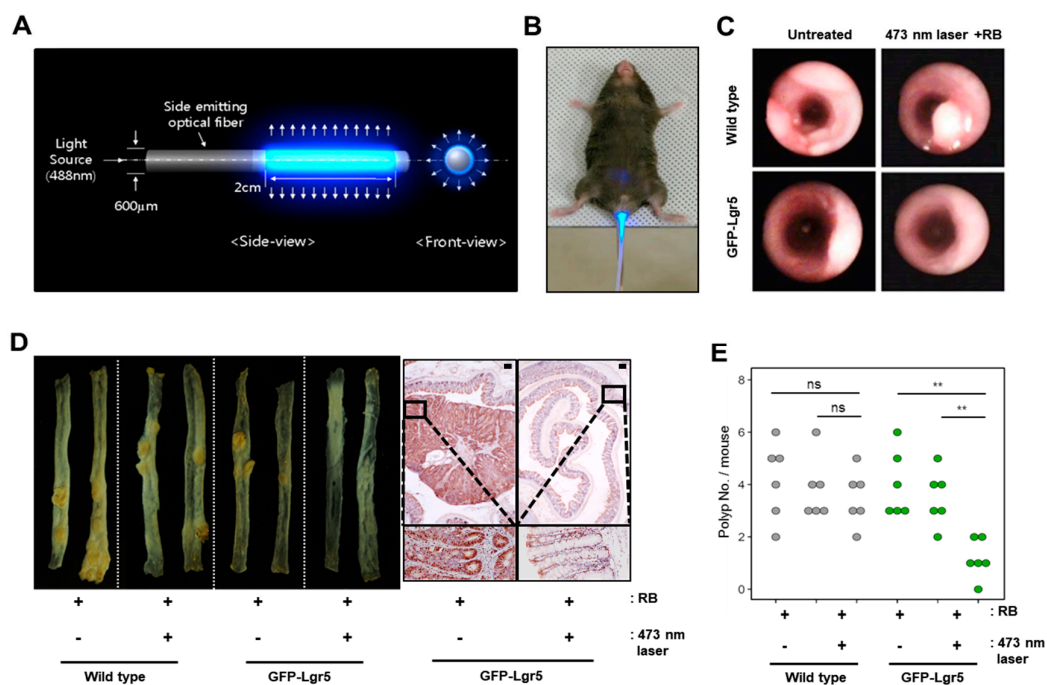 A
Side emitting
optical fiber
Light
Source
(488nm)
2cm
600μm
<Side-view>
<Front-view>
B
C
Untreated
473 nm laser +RB
Wild type
GFP-Lgr5
D
+ + + + + + : RB
- + - + - + : 473 nm
laser
Wild type
GFP-Lgr5
GFP-Lgr5
E
Polyp No. / mouse
8
6
4
2
0
ns
ns
**
**
+ + + + : RB
+ + : 473 nm
laser
Wild type
GFP-Lgr5